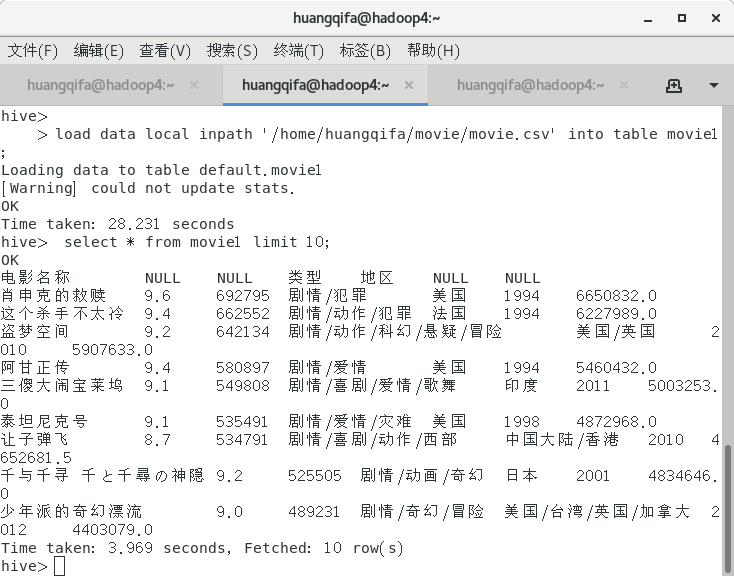 huangqifa@hadoop4:~
文件(F) 编辑(E) 查看(V) 搜索(S) 终端(T) 标签(B) 帮助(H)
huangqifa@hadoop4:~ × huangqifa@hadoop4:~ × huangqifa@hadoop4:~ ×
hive>
    > load data local inpath '/home/huangqifa/movie/movie.csv' into table movie1
;
Loading data to table default.movie1
[Warning] could not update stats.
OK
Time taken: 28.231 seconds
hive>  select * from movie1 limit 10;
OK
电影名称	NULL	NULL	类型	地区	NULL	NULL
肖申克的救赎	9.6	692795	剧情/犯罪	美国	1994	6650832.0
这个杀手不太冷	9.4	662552	剧情/动作/犯罪	法国	1994	6227989.0
盗梦空间	9.2	642134	剧情/动作/科幻/悬疑/冒险	美国/英国	2
010	5907633.0
阿甘正传	9.4	580897	剧情/爱情	美国	1994	5460432.0
三傻大闹宝莱坞	9.1	549808	剧情/喜剧/爱情/歌舞	印度	2011	5003253.
0
泰坦尼克号	9.1	535491	剧情/爱情/灾难	美国	1998	4872968.0
让子弹飞	8.7	534791	剧情/喜剧/动作/西部	中国大陆/香港	2010	4
652681.5
千与千寻 千と千尋の神隠	9.2	525505	剧情/动画/奇幻	日本	2001	4834646.
0
少年派的奇幻漂流	9.0	489231	剧情/奇幻/冒险	美国/台湾/英国/加拿大	2
012	4403079.0
Time taken: 3.969 seconds, Fetched: 10 row(s)
hive>